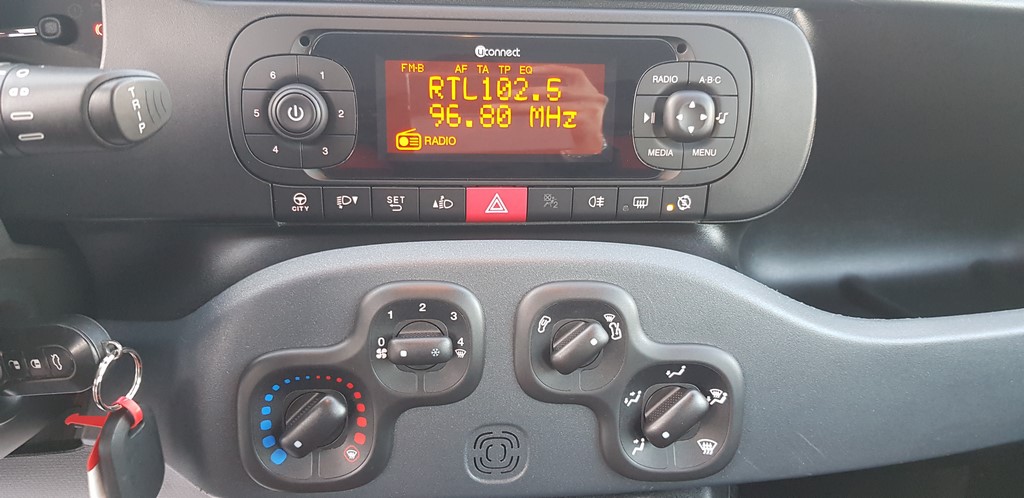 Uconnect
FM-B AF TA TP EQ
RTL102.5
96.80 MHz
RADIO
6 1
5 2
4 3
RADIO A·B·C
MEDIA MENU
TRIP
CITY
SET
1 2 3
0 4